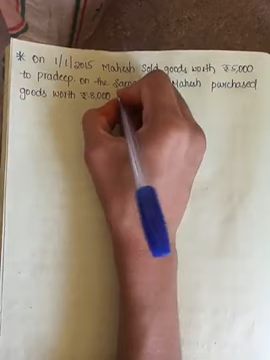 * On 1/1/2015 Mahesh Sold goods worth ₹5,000
to pradeep. on the Mahesh purchased
goods worth ₹8,000